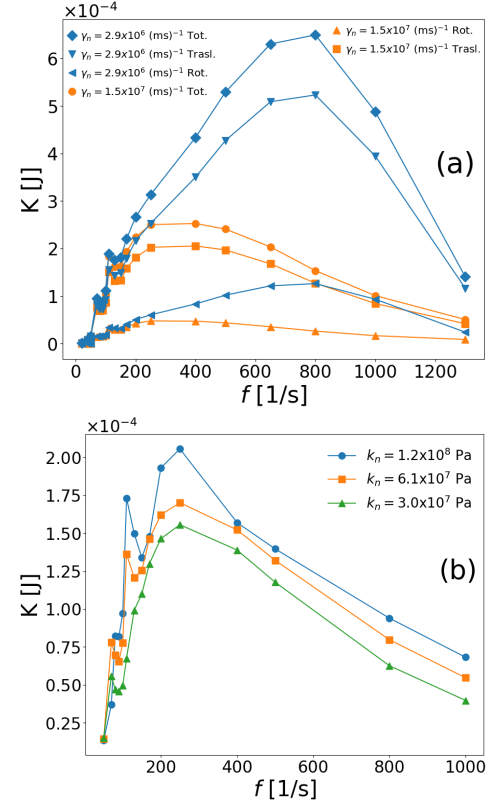 ×10⁻⁴
γₙ = 2.9x10⁶ (ms)⁻¹ Tot.
γₙ = 2.9x10⁶ (ms)⁻¹ Trasl.
γₙ = 2.9x10⁶ (ms)⁻¹ Rot.
γₙ = 1.5x10⁷ (ms)⁻¹ Tot.
γₙ = 1.5x10⁷ (ms)⁻¹ Rot.
γₙ = 1.5x10⁷ (ms)⁻¹ Trasl.
(a)
6
5
4
3
2
1
0
K [J]
0 200 400 600 800 1000 1200
f [1/s]
×10⁻⁴
kₙ = 1.2x10⁸ Pa
kₙ = 6.1x10⁷ Pa
kₙ = 3.0x10⁷ Pa
(b)
2.00
1.75
1.50
1.25
1.00
0.75
0.50
0.25
K [J]
200 400 600 800 1000
f [1/s]